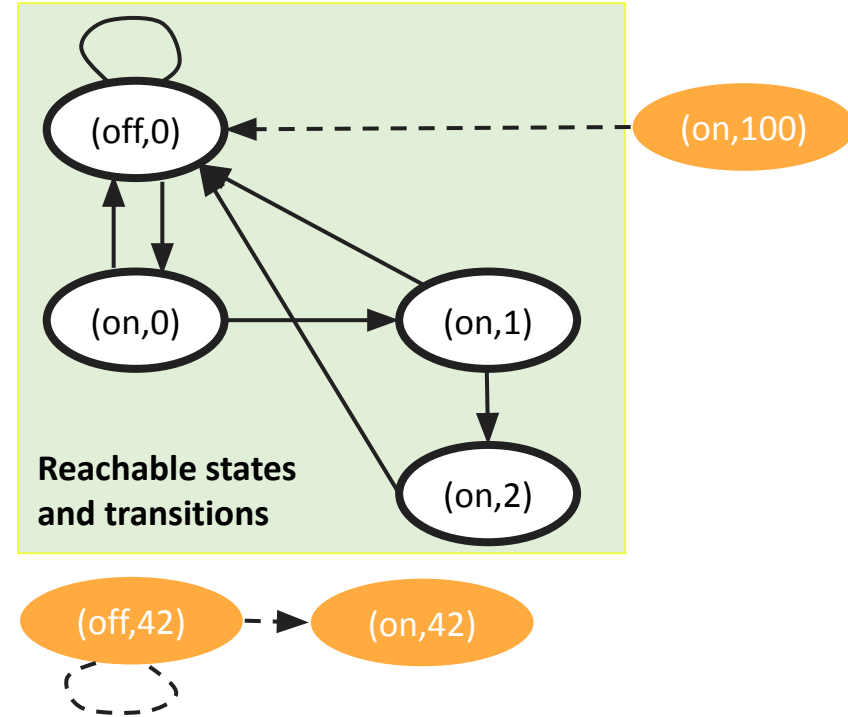 (off,0)
(on,100)
(on,0)
(on,1)
Reachable states
and transitions
(on,2)
(off,42)
(on,42)